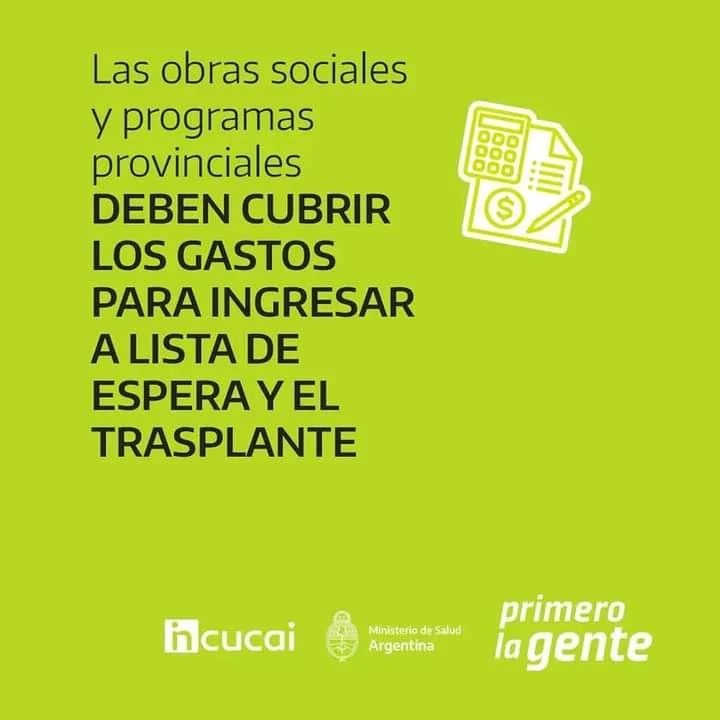 Las obras sociales
y programas
provinciales
DEBEN CUBRIR
LOS GASTOS
PARA INGRESAR
A LISTA DE
ESPERA Y EL
TRASPLANTE
$
incucai
Ministerio de Salud
Argentina
primero
la gente